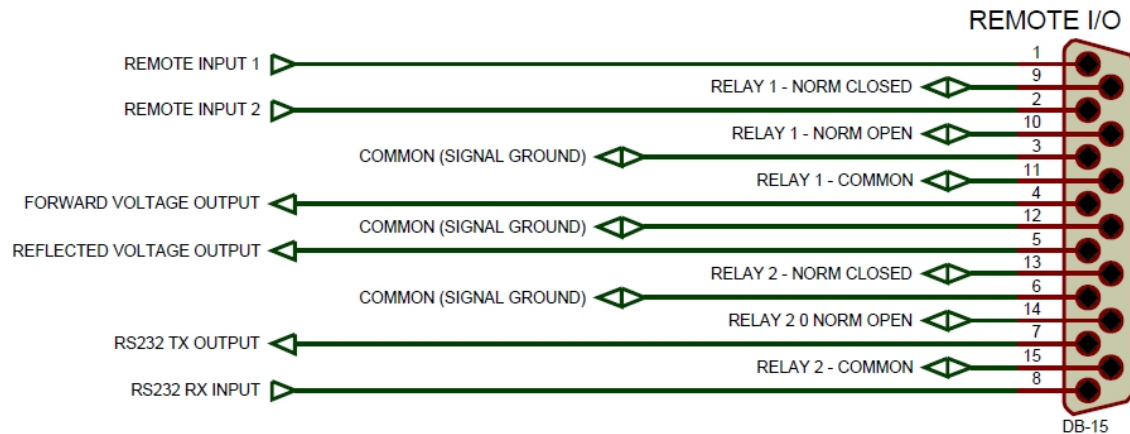 REMOTE I/O
REMOTE INPUT 1
1
RELAY 1 - NORM CLOSED
9
REMOTE INPUT 2
2
RELAY 1 - NORM OPEN
10
COMMON (SIGNAL GROUND)
3
RELAY 1 - COMMON
11
FORWARD VOLTAGE OUTPUT
4
COMMON (SIGNAL GROUND)
12
REFLECTED VOLTAGE OUTPUT
5
RELAY 2 - NORM CLOSED
13
COMMON (SIGNAL GROUND)
6
RELAY 2 0 NORM OPEN
14
RS232 TX OUTPUT
7
RELAY 2 - COMMON
15
RS232 RX INPUT
8
DB-15